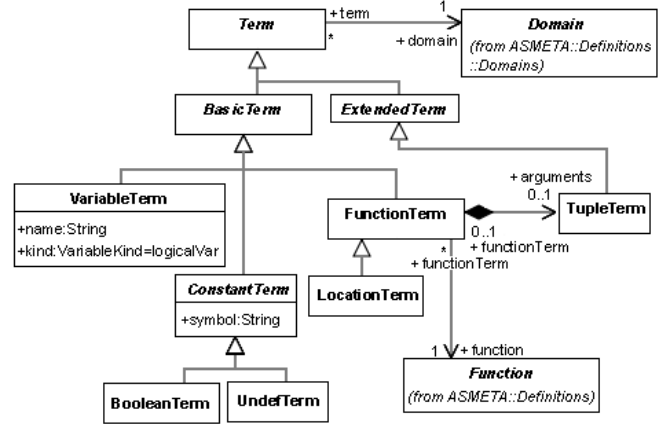 Term
+ term
1
*
+ domain
Domain
(from ASMETA::Definitions
::Domains)
BasicTerm
ExtendedTerm
VariableTerm
+name:String
+kind:VariableKind=logicalVar
FunctionTerm
+ arguments
0..1
TupleTerm
0..1
+ functionTerm
*
+ functionTerm
ConstantTerm
+symbol:String
LocationTerm
BooleanTerm
UndefTerm
1
+ function
Function
(from ASMETA::Definitions)